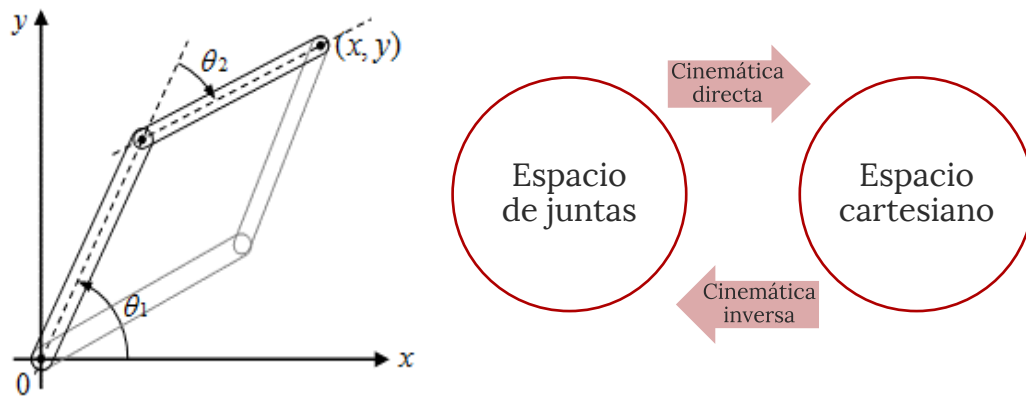 y
θ2
(x, y)
θ1
0
x
Cinemática
directa
Espacio
de juntas
Espacio
cartesiano
Cinemática
inversa